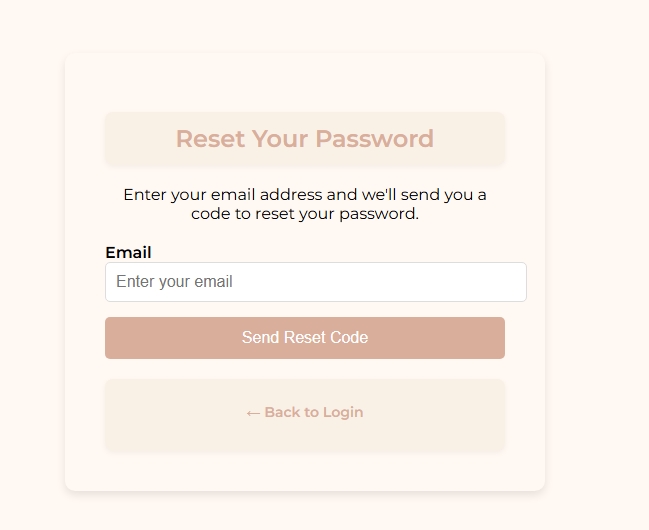 Reset Your Password
Enter your email address and we'll send you a
code to reset your password.
Email
Enter your email
Send Reset Code
← Back to Login